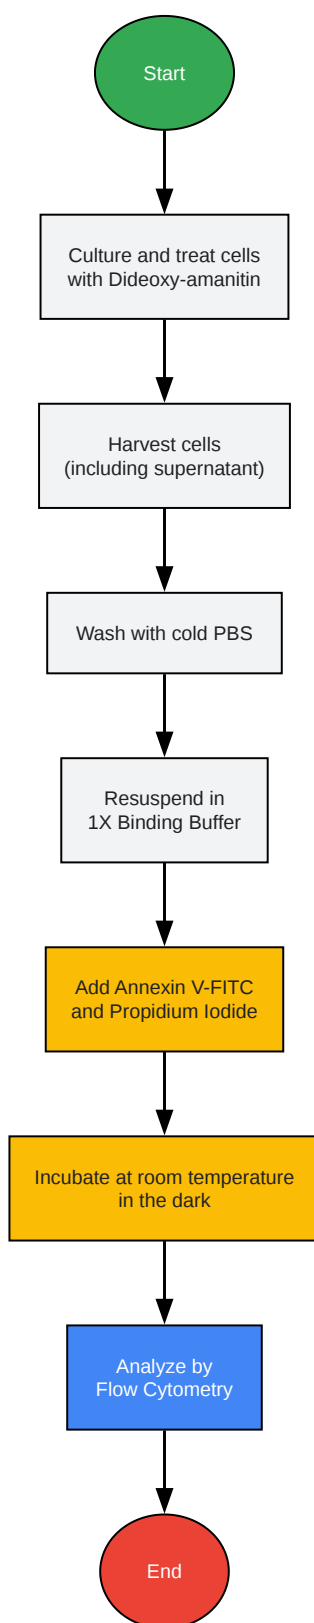 Start
Culture and treat cells
with Dideoxy-amanitin
Harvest cells
(including supernatant)
Wash with cold PBS
Resuspend in
1X Binding Buffer
Add Annexin V-FITC
and Propidium Iodide
Incubate at room temperature
in the dark
Analyze by
Flow Cytometry
End